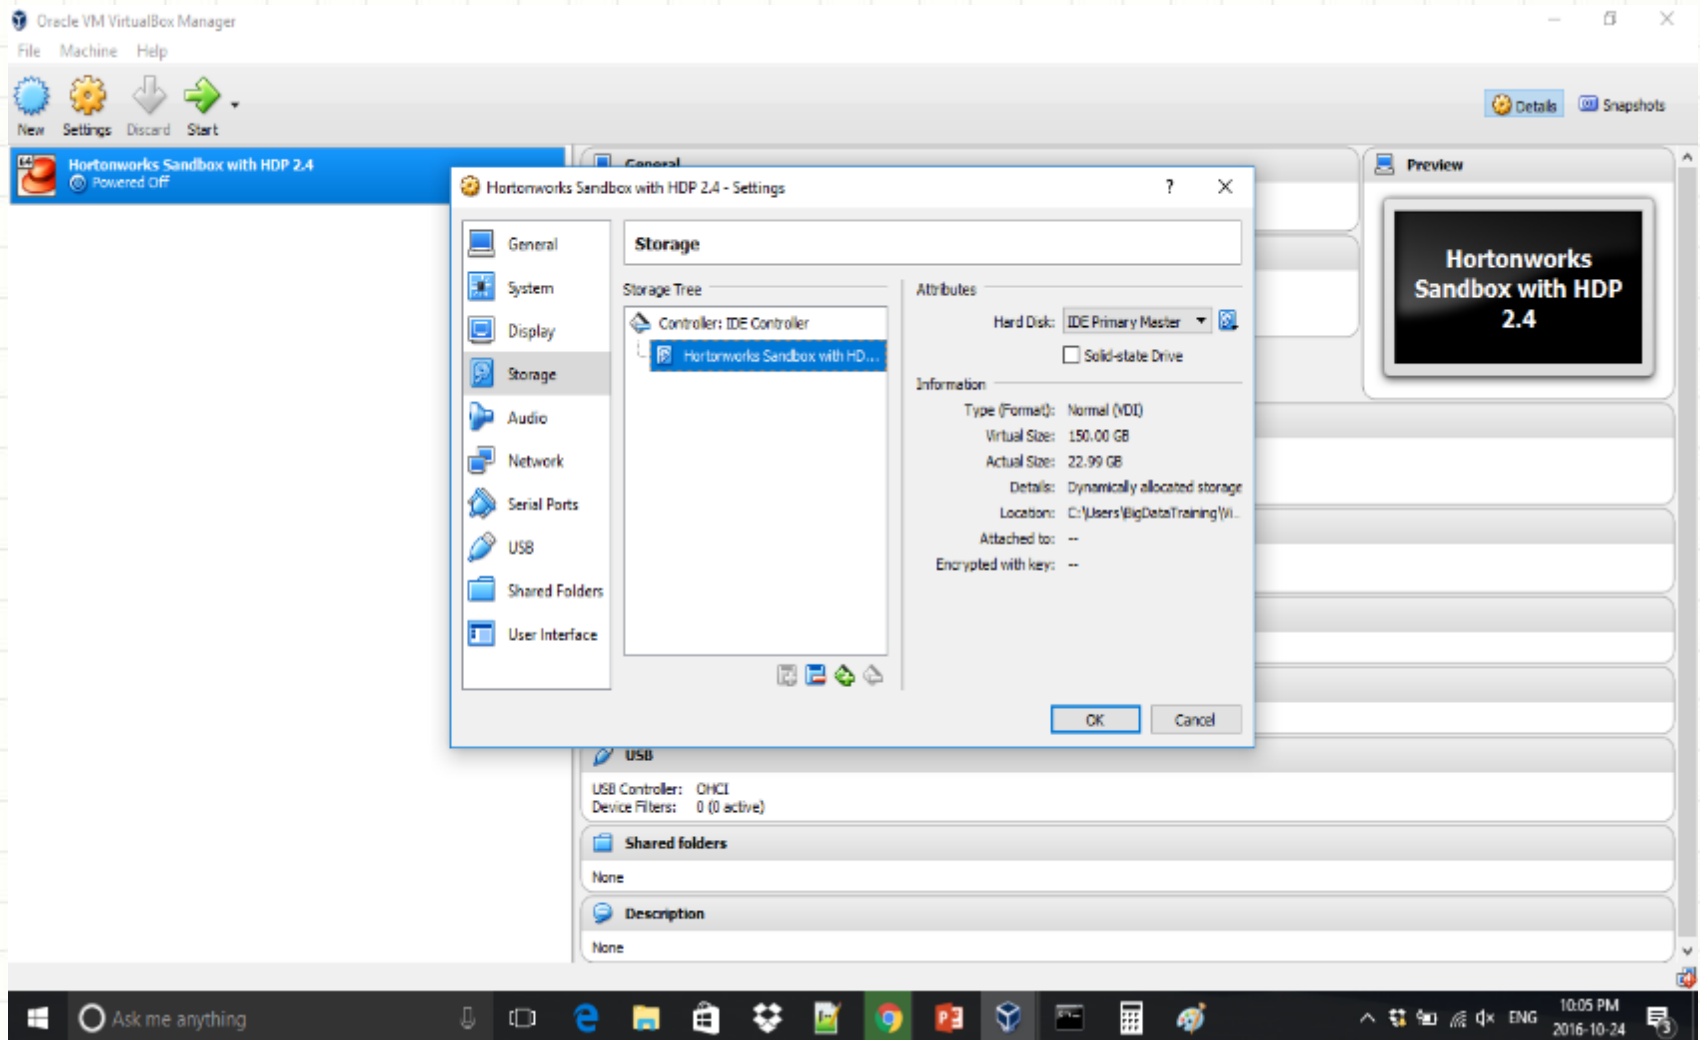 Oracle VM VirtualBox Manager
File Machine Help
New Settings Discard Start
Details Snapshots
64
Hortonworks Sandbox with HDP 2.4
Powered Off
General
Preview
Hortonworks
Sandbox with HDP
2.4
Hortonworks Sandbox with HDP 2.4 - Settings
?
General
System
Display
Storage
Audio
Network
Serial Ports
USB
Shared Folders
User Interface
Storage
Storage Tree
Controller: IDE Controller
Hortonworks Sandbox with HD...
Attributes
Hard Disk: IDE Primary Master
Solid-state Drive
Information
Type (Format): Normal (VDI)
Virtual Size: 150.00 GB
Actual Size: 22.99 GB
Details: Dynamically allocated storage
Location: C:\Users\BigDataTraining\Vi...
Attached to: --
Encrypted with key: --
OK Cancel
USB
USB Controller: OHCI
Device Filters: 0 (0 active)
Shared folders
None
Description
None
Ask me anything
ENG
10:05 PM
2016-10-24
3